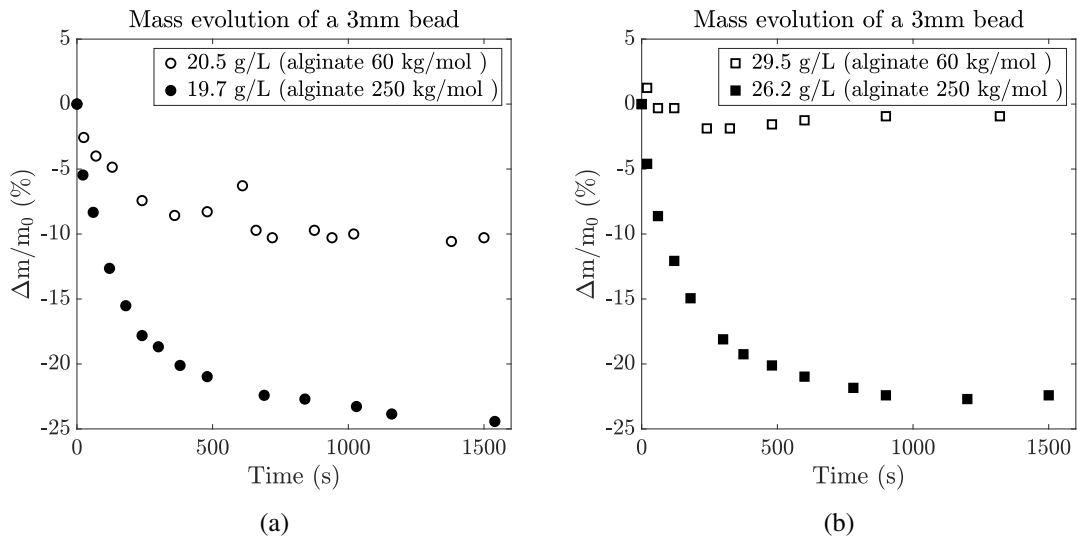 Mass evolution of a 3mm bead
5
0
-5
-10
-15
-20
-25
Δm/m₀ (%)
20.5 g/L (alginate 60 kg/mol )
19.7 g/L (alginate 250 kg/mol )
0 500 1000 1500
Time (s)
(a)
Mass evolution of a 3mm bead
5
0
-5
-10
-15
-20
-25
Δm/m₀ (%)
29.5 g/L (alginate 60 kg/mol )
26.2 g/L (alginate 250 kg/mol )
0 500 1000 1500
Time (s)
(b)